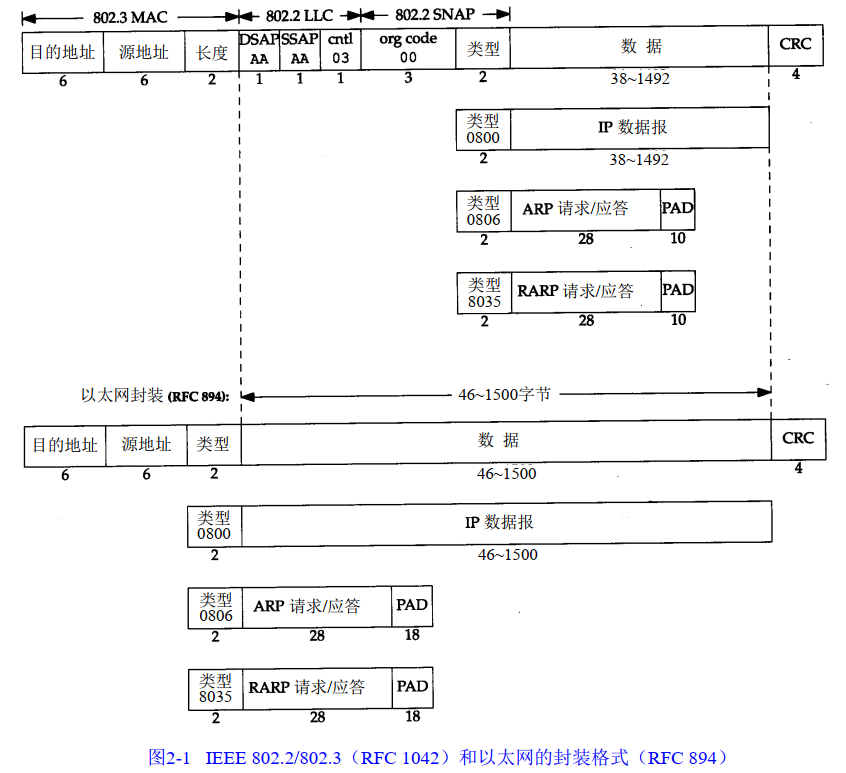 802.3 MAC 802.2 LLC 802.2 SNAP
目的地址 源地址 长度 DSAP AA SSAP AA cntl 03 org code 00 类型 数 据 CRC
6 6 2 1 1 1 3 2 38~1492 4
类型 0800 IP 数据报
2 38~1492
类型 0806 ARP 请求/应答 PAD
2 28 10
类型 8035 RARP 请求/应答 PAD
2 28 10
以太网封装 (RFC 894): 46~1500字节
目的地址 源地址 类型 数 据 CRC
6 6 2 46~1500 4
类型 0800 IP 数据报
2 46~1500
类型 0806 ARP 请求/应答 PAD
2 28 18
类型 8035 RARP 请求/应答 PAD
2 28 18
图2-1 IEEE 802.2/802.3（RFC 1042）和以太网的封装格式（RFC 894）